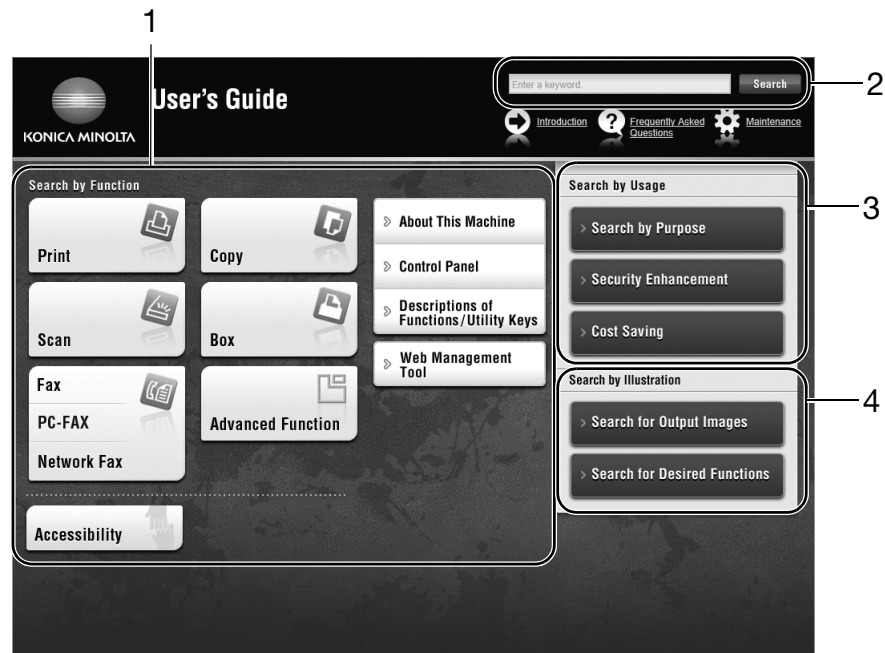 1
User's Guide
KONICA MINOLTA
Enter a keyword.
Search
2
Introduction
Frequently Asked
Questions
Maintenance
Search by Function
Print
Copy
Scan
Box
Fax
PC-FAX
Network Fax
Advanced Function
Accessibility
About This Machine
Control Panel
Descriptions of
Functions/Utility Keys
Web Management
Tool
Search by Usage
3
Search by Purpose
Security Enhancement
Cost Saving
Search by Illustration
4
Search for Output Images
Search for Desired Functions